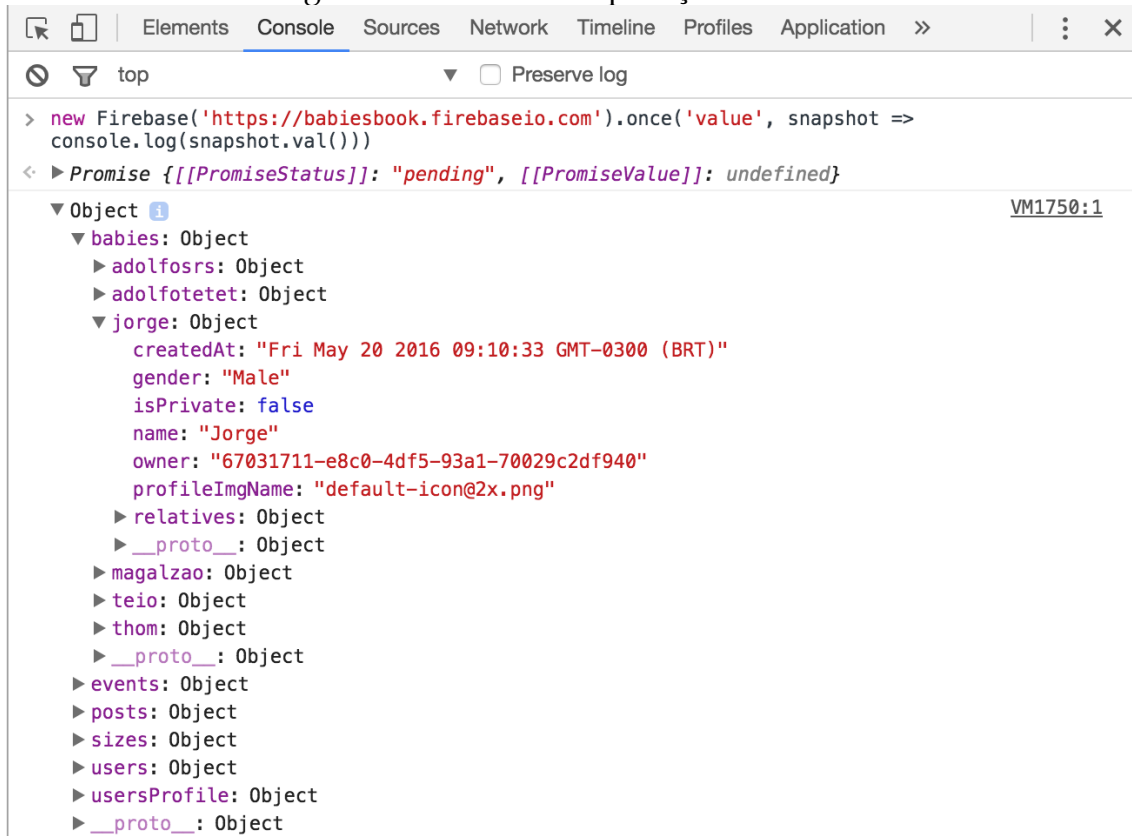 Elements Console Sources Network Timeline Profiles Application »
top ▼ Preserve log
> new Firebase('https://babiesbook.firebaseio.com').once('value', snapshot =>
console.log(snapshot.val()))
<· ▶ Promise {[[PromiseStatus]]: "pending", [[PromiseValue]]: undefined}
▼ Object i VM1750:1
▼ babies: Object
▶ adolfosrs: Object
▶ adolfotetet: Object
▼ jorge: Object
createdAt: "Fri May 20 2016 09:10:33 GMT-0300 (BRT)"
gender: "Male"
isPrivate: false
name: "Jorge"
owner: "67031711-e8c0-4df5-93a1-70029c2df940"
profileImgName: "default-icon@2x.png"
▶ relatives: Object
▶ __proto__: Object
▶ magalzao: Object
▶ teio: Object
▶ thom: Object
▶ __proto__: Object
▶ events: Object
▶ posts: Object
▶ sizes: Object
▶ users: Object
▶ usersProfile: Object
▶ __proto__: Object